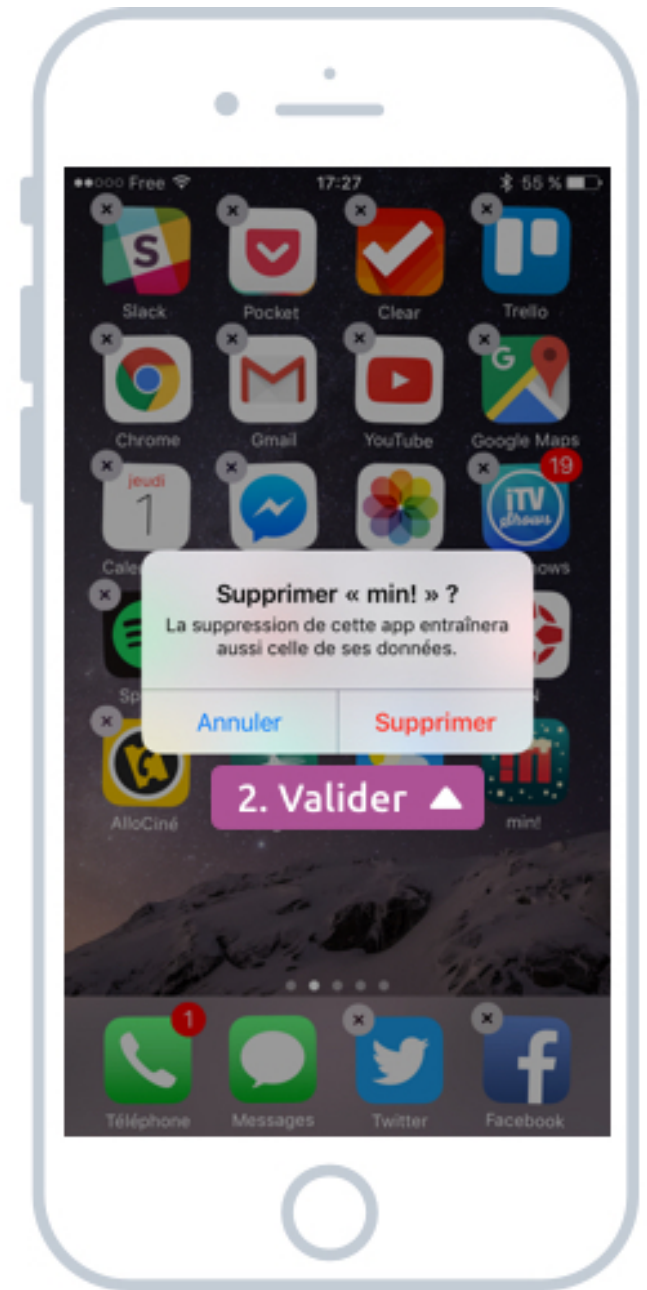 Free 17:27 55 %
S
Slack Pocket Clear Trello
G
Chrome Gmail YouTube Google Maps
jeudi 19
1 iTV
shows
Supprimer « min! » ?
La suppression de cette app entraînera
aussi celle de ses données.
Annuler Supprimer
2. Valider
AlloCiné min!
1
f
Téléphone Messages Twitter Facebook